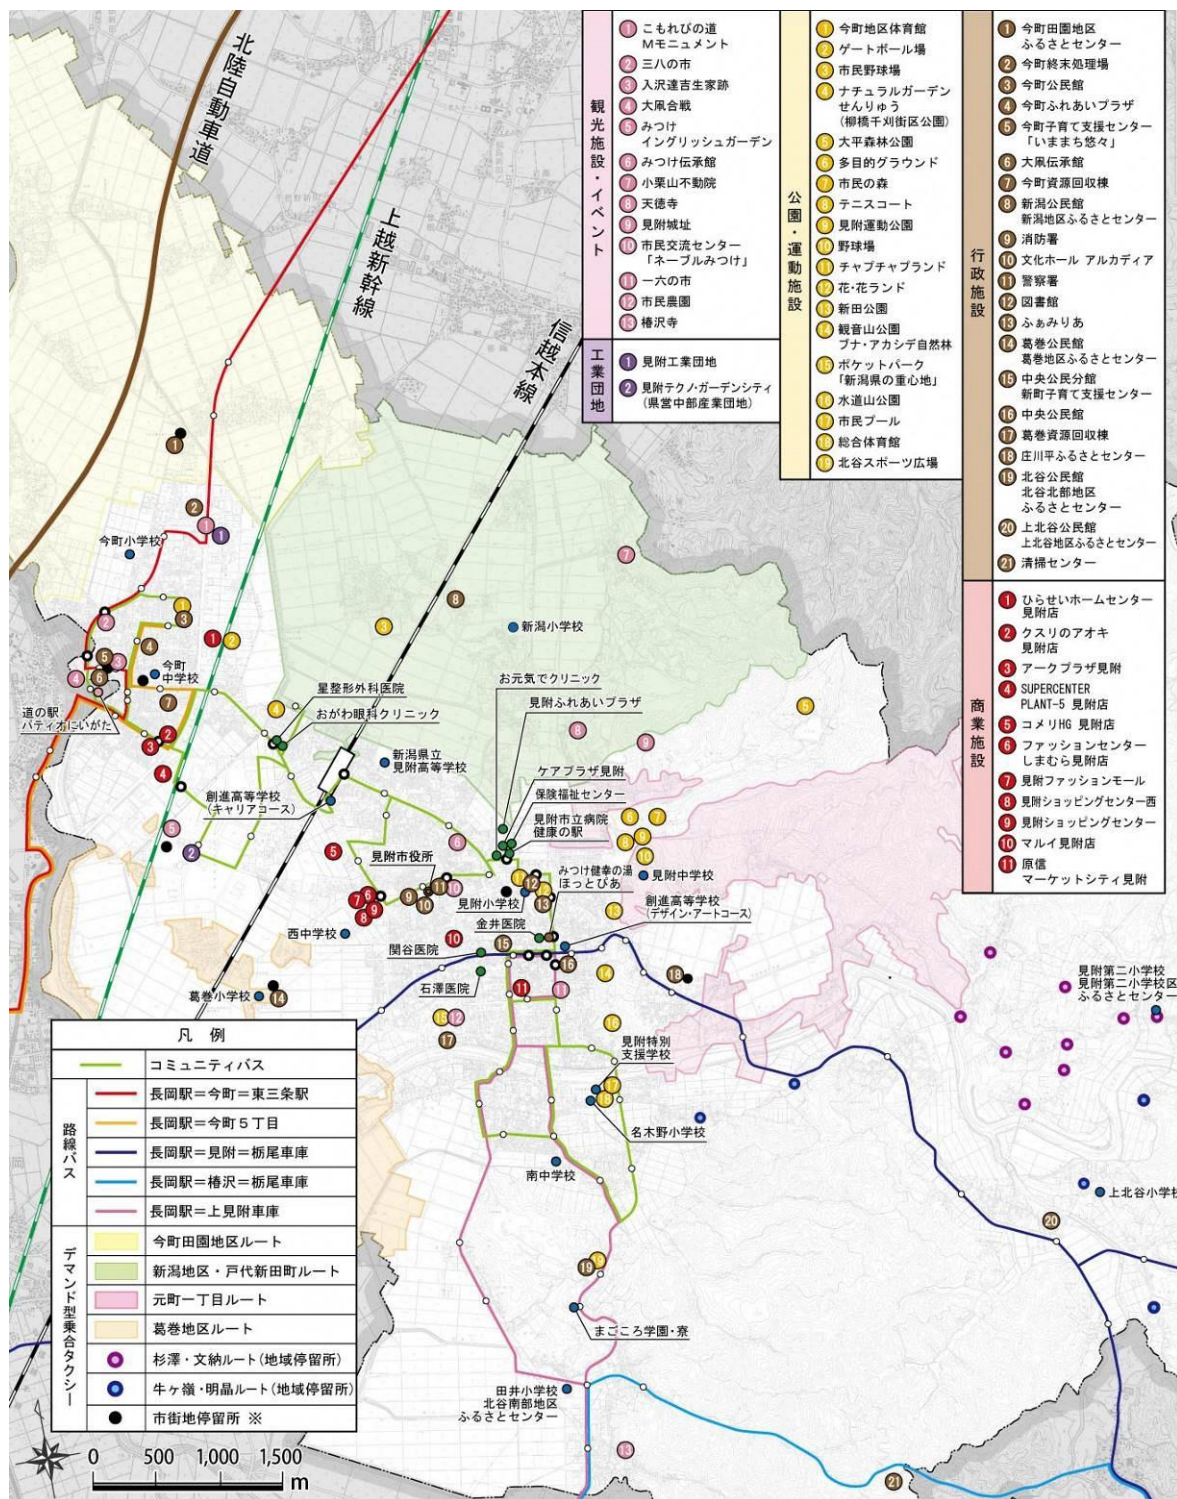 北陸自動車道
上越新幹線
信越本線
観光施設・イベント
1 こもれびの道
Mモニュメント
2 三八の市
3 入沢達吉生家跡
4 大凧合戦
5 みつけ
イングリッシュガーデン
6 みつけ伝承館
7 小栗山不動院
8 天徳寺
9 見附城址
10 市民交流センター
「ネーブルみつけ」
11 一六の市
12 市民農園
13 椿沢寺
工業団地
1 見附工業団地
2 見附テクノ・ガーデンシティ
(県営中部産業団地)
公園・運動施設
1 今町地区体育館
2 ゲートボール場
3 市民野球場
4 ナチュラルガーデン
せんりゅう
(柳橋千刈街区公園)
5 大平森林公園
6 多目的グラウンド
7 市民の森
8 テニスコート
9 見附運動公園
10 野球場
11 チャプチャプランド
12 花・花ランド
13 新田公園
14 観音山公園
ブナ・アカシデ自然林
15 ポケットパーク
「新潟県の重心地」
16 水道山公園
17 市民プール
18 総合体育館
19 北谷スポーツ広場
行政施設
1 今町田園地区
ふるさとセンター
2 今町終末処理場
3 今町公民館
4 今町ふれあいプラザ
5 今町子育て支援センター
「いままち悠々」
6 大凧伝承館
7 今町資源回収棟
8 新潟公民館
新潟地区ふるさとセンター
9 消防署
10 文化ホール アルカディア
11 警察署
12 図書館
13 ふぁみりあ
14 葛巻公民館
葛巻地区ふるさとセンター
15 中央公民分館
新町子育て支援センター
16 中央公民館
17 葛巻資源回収棟
18 庄川平ふるさとセンター
19 北谷公民館
北谷北部地区
ふるさとセンター
20 上北谷公民館
上北谷地区ふるさとセンター
21 清掃センター
商業施設
1 ひらせいホームセンター
見附店
2 クスリのアオキ
見附店
3 アークプラザ見附
4 SUPERCENTER
PLANT-5 見附店
5 コメリHG 見附店
6 ファッションセンター
しまむら見附店
7 見附ファッションモール
8 見附ショッピングセンター西
9 見附ショッピングセンター
10 マルイ見附店
11 原信
マーケットシティ見附
今町小学校
新潟小学校
今町
中学校
道の駅
パティオにいがた
星整形外科医院
おがわ眼科クリニック
お元気でクリニック
見附ふれあいプラザ
新潟県立
見附高等学校
ケアプラザ見附
保険福祉センター
見附市立病院
健康の駅
創進高等学校
(キャリアコース)
見附市役所
みつけ健幸の湯
ほっとぴあ
見附中学校
見附小学校
創進高等学校
(デザイン・アートコース)
金井医院
西中学校
関谷医院
石澤医院
葛巻小学校
見附第二小学校
見附第二小学校区
ふるさとセンター
見附特別
支援学校
名木野小学校
南中学校
上北谷小学校
まごころ学園・寮
田井小学校
北谷南部地区
ふるさとセンター
凡 例
コミュニティバス
路線バス
長岡駅=今町=東三条駅
長岡駅=今町5丁目
長岡駅=見附=栃尾車庫
長岡駅=椿沢=栃尾車庫
長岡駅=上見附車庫
デマンド型乗合タクシー
今町田園地区ルート
新潟地区・戸代新田町ルート
元町一丁目ルート
葛巻地区ルート
杉澤・文納ルート(地域停留所)
牛ヶ嶺・明晶ルート(地域停留所)
市街地停留所 ※
0 500 1,000 1,500
m